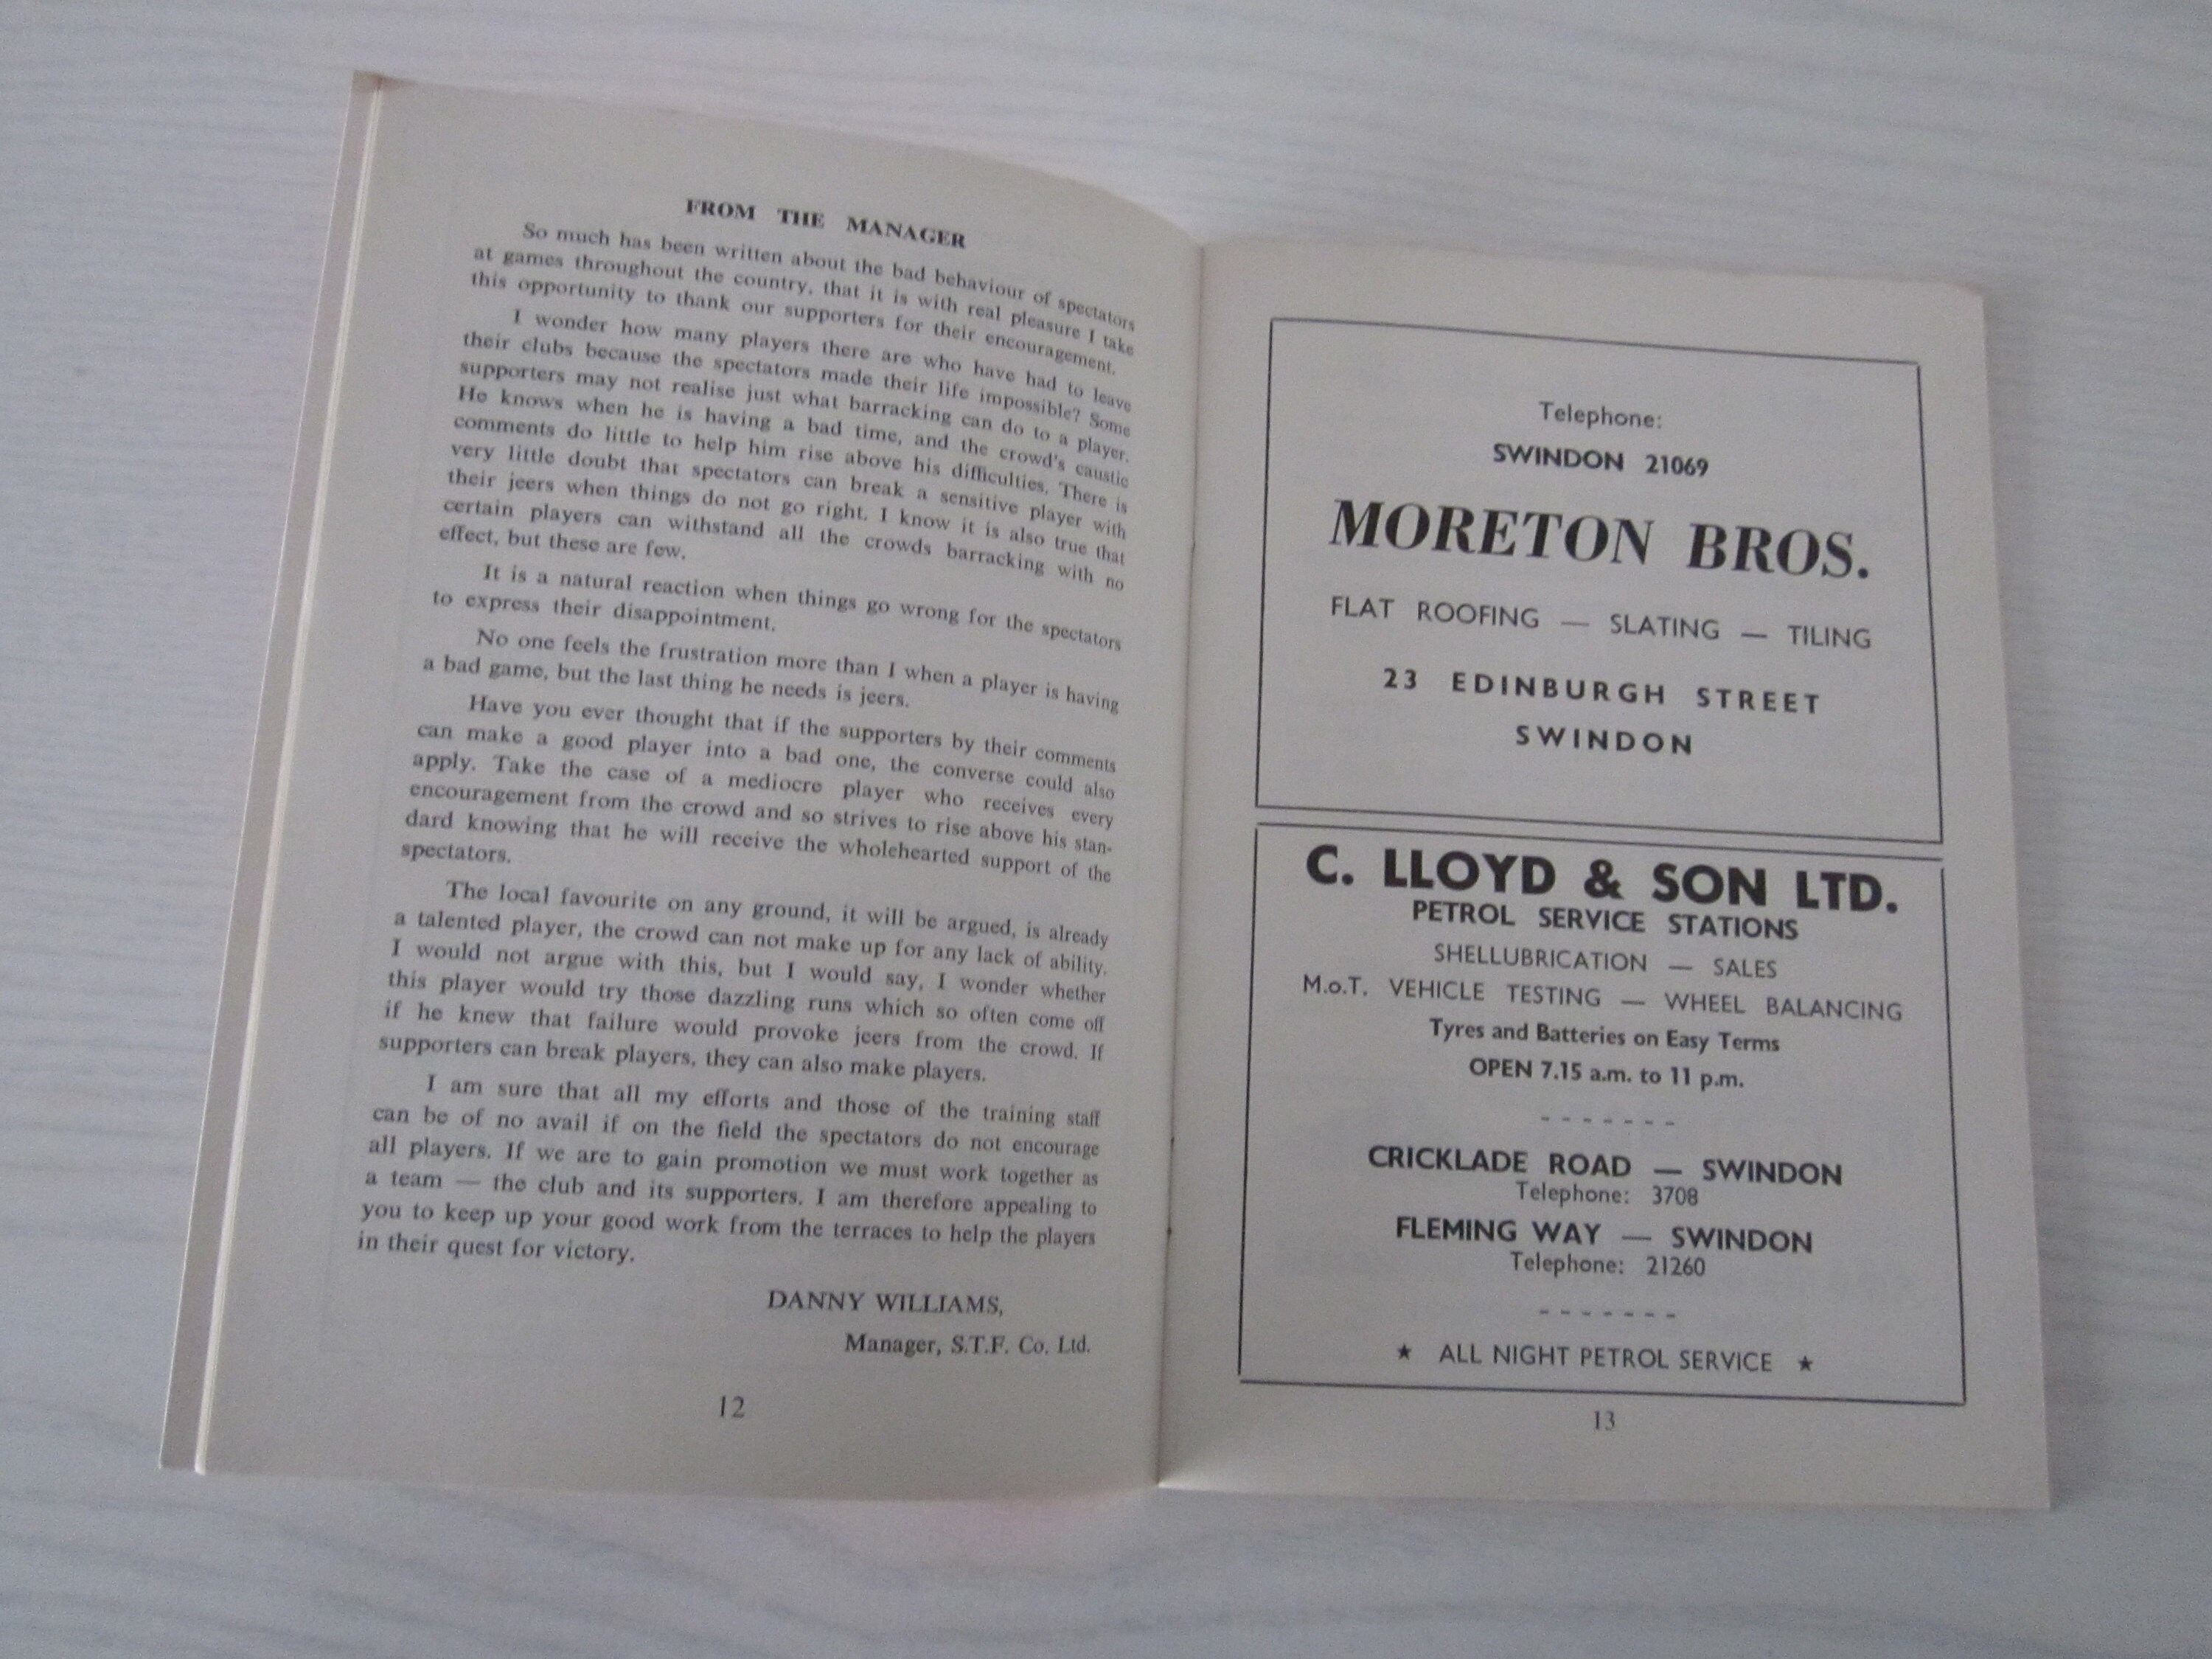 FROM THE MANAGER
So much has been written about the bad behaviour of spectators
at games throughout the country, that it is with real pleasure I take
this opportunity to thank our supporters for their encouragement.
I wonder how many players there are who have had to leave
their clubs because the spectators made their life impossible? Some
supporters may not realise just what barracking can do to a player.
He knows when he is having a bad time, and the crowd's caustic
comments do little to help him rise above his difficulties. There is
very little doubt that spectators can break a sensitive player with
their jeers when things do not go right. I know it is also true that
certain players can withstand all the crowds barracking with no
effect, but these are few.
It is a natural reaction when things go wrong for the spectators
to express their disappointment.
No one feels the frustration more than I when a player is having
a bad game, but the last thing he needs is jeers.
Have you ever thought that if the supporters by their comments
can make a good player into a bad one, the converse could also
apply. Take the case of a mediocre player who receives every
encouragement from the crowd and so strives to rise above his stan-
dard knowing that he will receive the wholehearted support of the
spectators.
The local favourite on any ground, it will be argued, is already
a talented player, the crowd can not make up for any lack of ability.
I would not argue with this, but I would say, I wonder whether
this player would try those dazzling runs which so often come off
if he knew that failure would provoke jeers from the crowd. If
supporters can break players, they can also make players.
I am sure that all my efforts and those of the training staff
can be of no avail if on the field the spectators do not encourage
all players. If we are to gain promotion we must work together as
a team — the club and its supporters. I am therefore appealing to
you to keep up your good work from the terraces to help the players
in their quest for victory.
DANNY WILLIAMS,
Manager, S.T.F. Co. Ltd.
12
Telephone:
SWINDON 21069
MORETON BROS.
FLAT ROOFING — SLATING — TILING
23 EDINBURGH STREET
SWINDON
C. LLOYD & SON LTD.
PETROL SERVICE STATIONS
SHELLUBRICATION — SALES
M.o.T. VEHICLE TESTING — WHEEL BALANCING
Tyres and Batteries on Easy Terms
OPEN 7.15 a.m. to 11 p.m.
- - - - - - -
CRICKLADE ROAD — SWINDON
Telephone: 3708
FLEMING WAY — SWINDON
Telephone: 21260
- - - - - - -
★ ALL NIGHT PETROL SERVICE ★
13